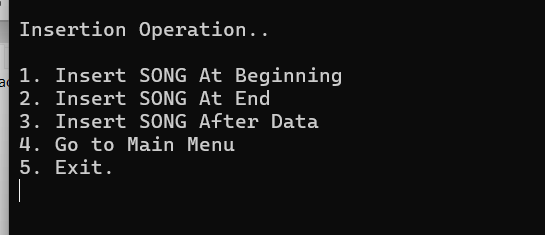 Insertion Operation..
1. Insert SONG At Beginning
2. Insert SONG At End
3. Insert SONG After Data
4. Go to Main Menu
5. Exit.